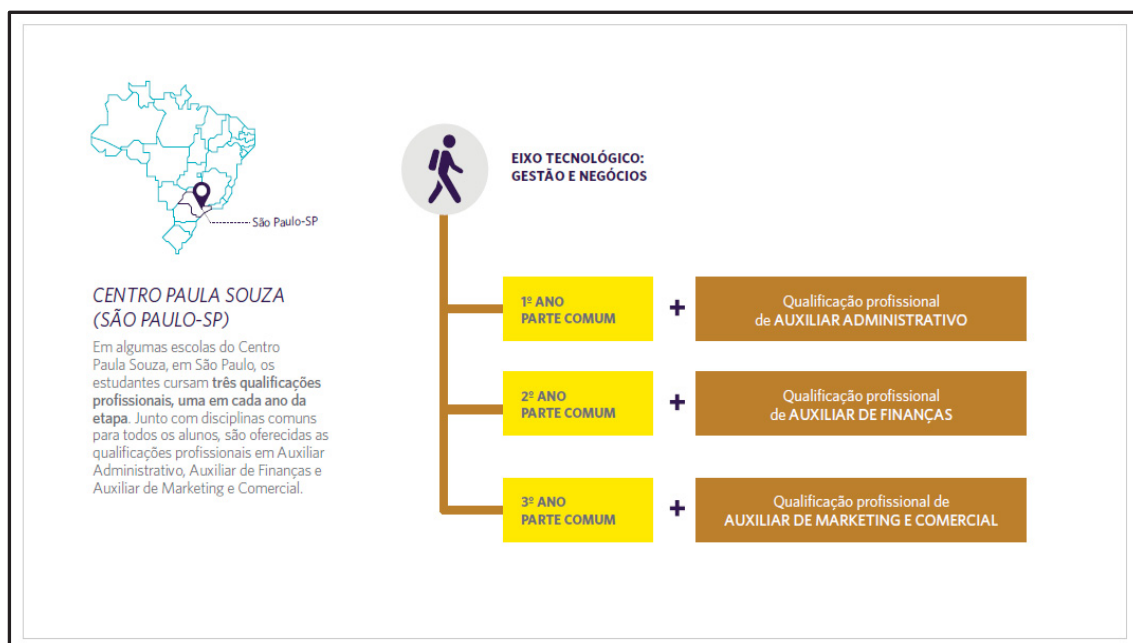 São Paulo-SP
CENTRO PAULA SOUZA
(SÃO PAULO-SP)
Em algumas escolas do Centro
Paula Souza, em São Paulo, os
estudantes cursam três qualificações
profissionais, uma em cada ano da
etapa. Junto com disciplinas comuns
para todos os alunos, são oferecidas as
qualificações profissionais em Auxiliar
Administrativo, Auxiliar de Finanças e
Auxiliar de Marketing e Comercial.
EIXO TECNOLÓGICO:
GESTÃO E NEGÓCIOS
1º ANO
PARTE COMUM
+
Qualificação profissional
de AUXILIAR ADMINISTRATIVO
2º ANO
PARTE COMUM
+
Qualificação profissional
de AUXILIAR DE FINANÇAS
3º ANO
PARTE COMUM
+
Qualificação profissional de
AUXILIAR DE MARKETING E COMERCIAL